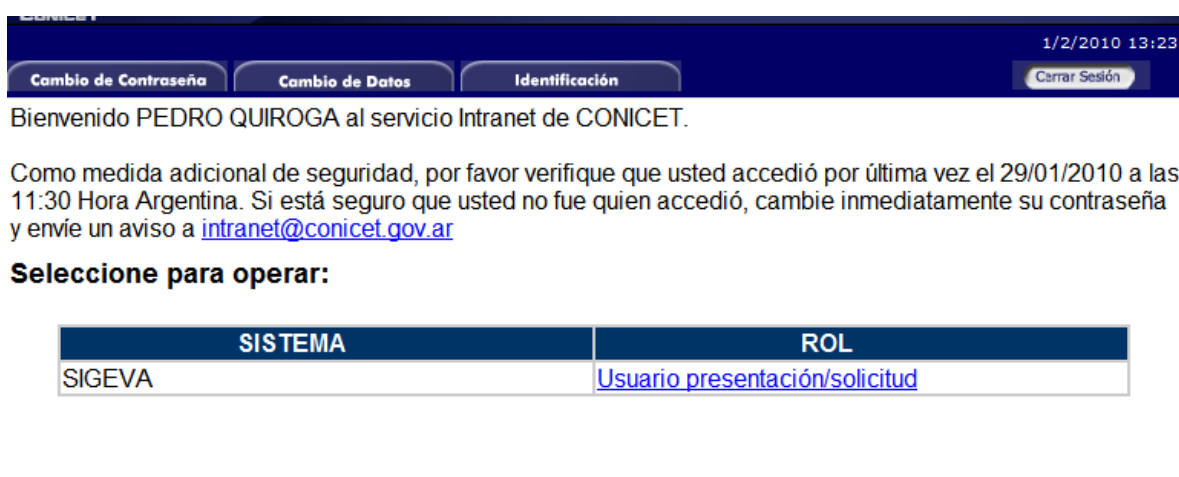 CONICET
1/2/2010 13:23
Cambio de Contraseña Cambio de Datos Identificación Cerrar Sesión
Bienvenido PEDRO QUIROGA al servicio Intranet de CONICET.
Como medida adicional de seguridad, por favor verifique que usted accedió por última vez el 29/01/2010 a las
11:30 Hora Argentina. Si está seguro que usted no fue quien accedió, cambie inmediatamente su contraseña
y envíe un aviso a intranet@conicet.gov.ar
Seleccione para operar:
SISTEMA ROL
SIGEVA Usuario presentación/solicitud